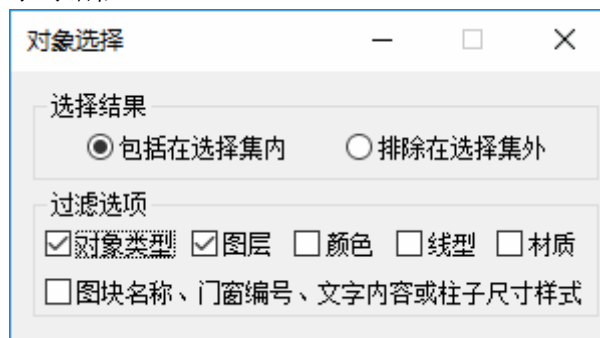 对象选择
选择结果
包括在选择集内 排除在选择集外
过滤选项
对象类型 图层 颜色 线型 材质
图块名称、门窗编号、文字内容或柱子尺寸样式